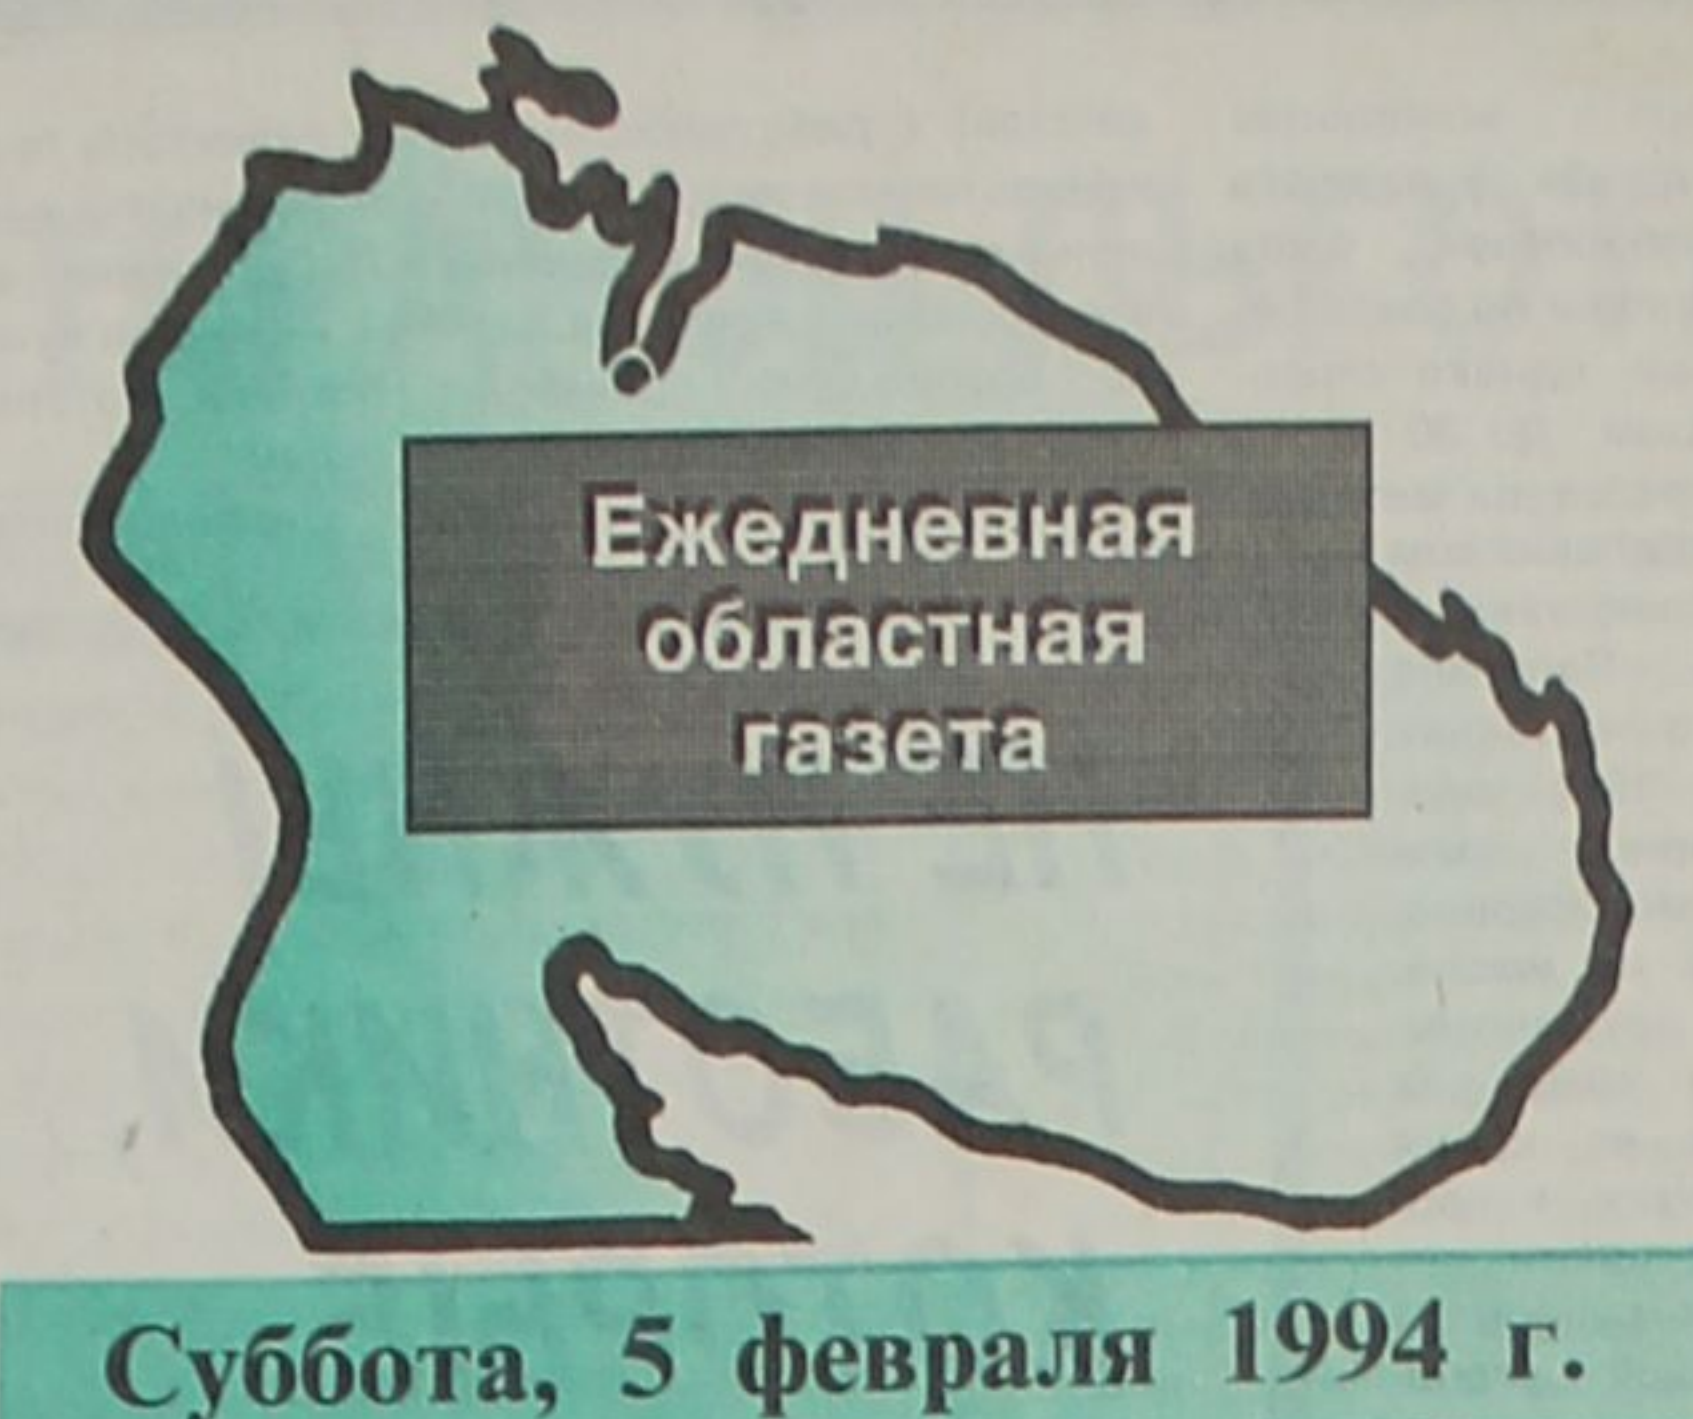 Ежедневная
областная
газета
Суббота, 5 февраля 1994 г.